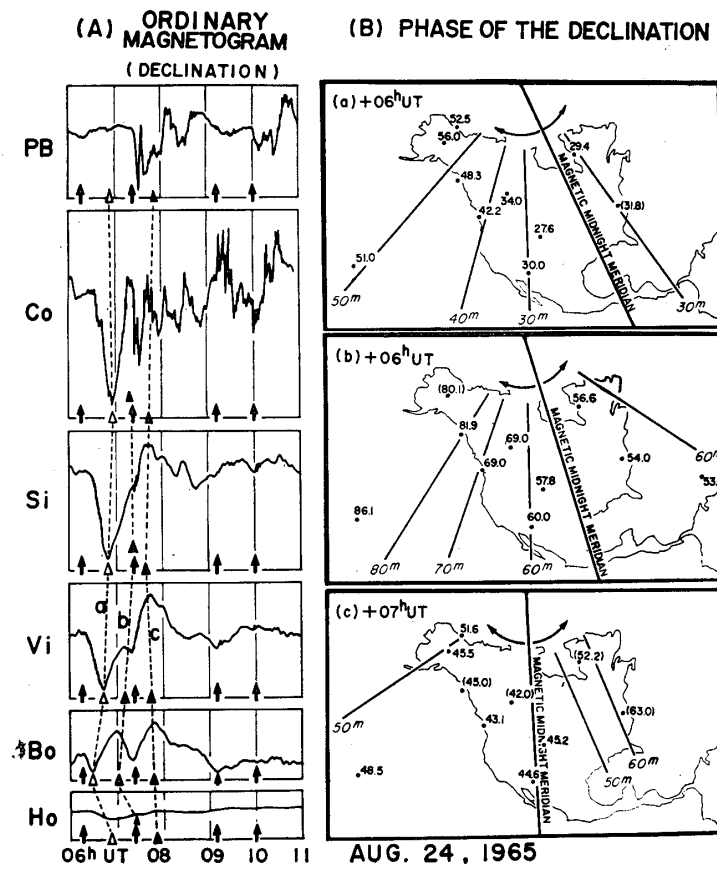 (A) ORDINARY MAGNETOGRAM
(DECLINATION)
PB
Co
Si
a
b
c
Vi
Bo
Ho
06h UT 08 09 10 11
(B) PHASE OF THE DECLINATION
(a)+06hUT
52.5
56.0
29.4
48.3
34.0
(31.8)
42.2
27.6
51.0
30.0
50m
40m
30m
30m
MAGNETIC MIDNIGHT MERIDIAN
(b)+06hUT
(80.1)
56.6
81.9
69.0
69.0
54.0
60m
57.8
53.
86.1
60.0
80m
70m
60m
MAGNETIC MIDNIGHT MERIDIAN
(c)+07hUT
51.6
45.5
(52.2)
(45.0)
(42.0)
(63.0)
50m
43.1
45.2
60m
48.5
44.6
50m
MAGNETIC MIDNIGHT MERIDIAN
AUG. 24, 1965